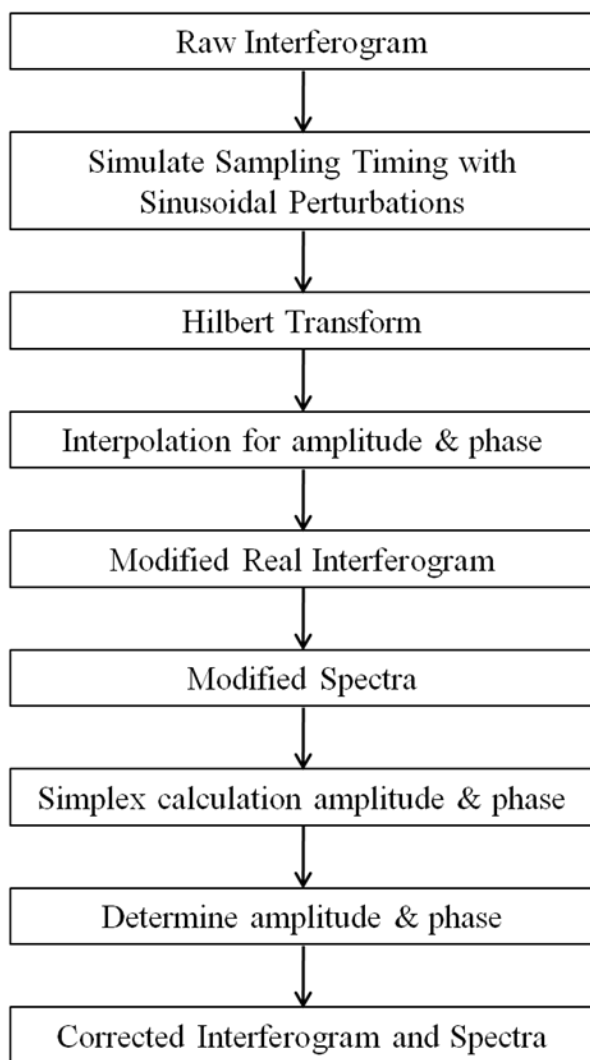 Raw Interferogram
Simulate Sampling Timing with
Sinusoidal Perturbations
Hilbert Transform
Interpolation for amplitude & phase
Modified Real Interferogram
Modified Spectra
Simplex calculation amplitude & phase
Determine amplitude & phase
Corrected Interferogram and Spectra